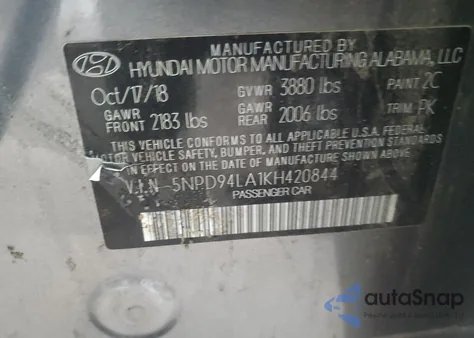 MANUFACTURED BY
HYUNDAI MOTOR MANUFACTURING ALABAMA, LLC
Oct/17/18 GVWR 3880 lbs PAINT 2C
GAWR FRONT 2183 lbs GAWR REAR 2006 lbs TRIM PK
THIS VEHICLE CONFORMS TO ALL APPLICABLE U.S.A. FEDERAL
MOTOR VEHICLE SAFETY, BUMPER, AND THEFT PREVENTION STANDARDS
IN EFFECT ON THE DATE OF MANUFACTURE SHOWN ABOVE.
V.I.N-5NPD94LA1KH420844
PASSENGER CAR
autaSnap